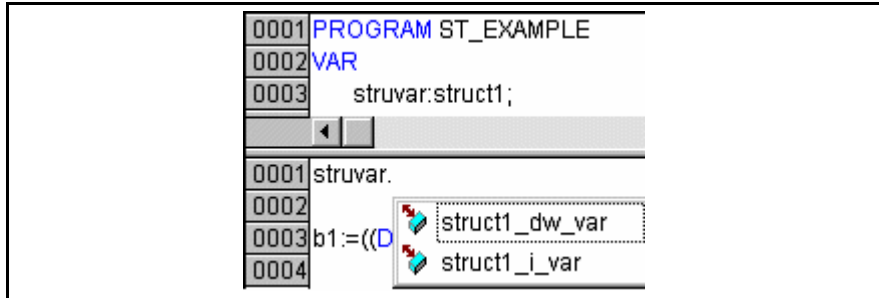 0001 PROGRAM ST_EXAMPLE
0002 VAR
0003 struvar:struct1;
0001 struvar.
0002
struct1_dw_var
0003 b1:=((D
struct1_i_var
0004